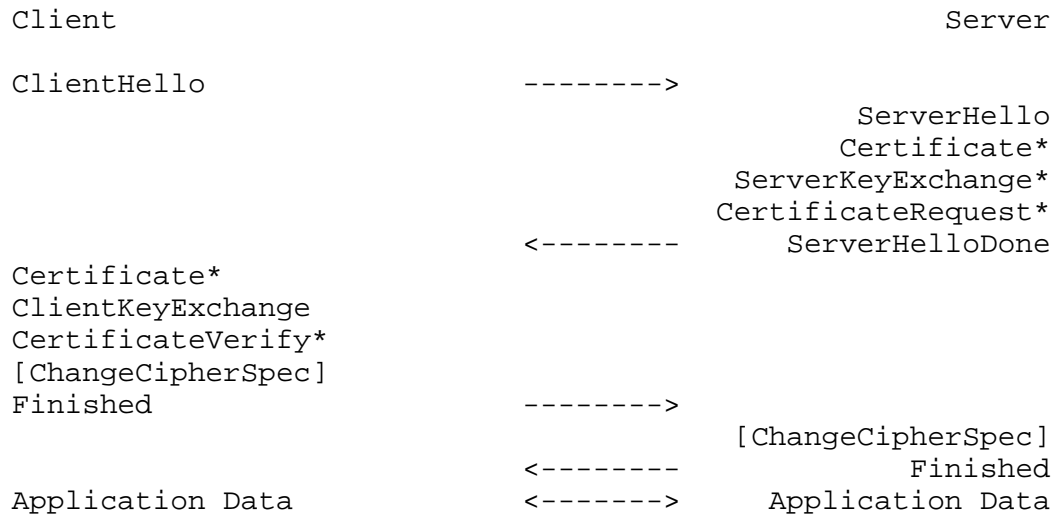 Client Server
ClientHello -------->
ServerHello
Certificate*
ServerKeyExchange*
CertificateRequest*
<-------- ServerHelloDone
Certificate*
ClientKeyExchange
CertificateVerify*
[ChangeCipherSpec]
Finished -------->
[ChangeCipherSpec]
<-------- Finished
Application Data <-------> Application Data